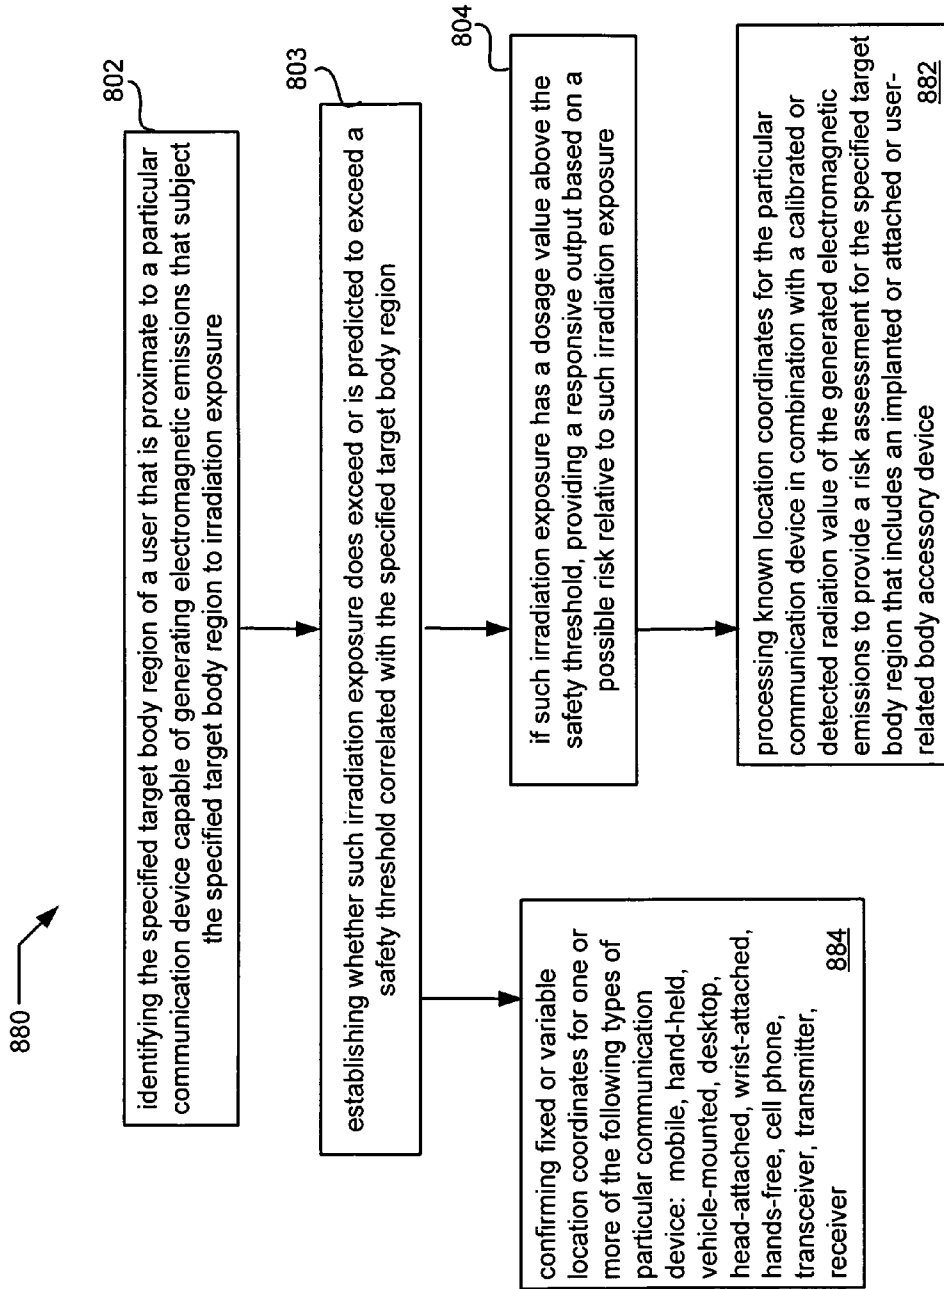 880
802
identifying the specified target body region of a user that is proximate to a particular
communication device capable of generating electromagnetic emissions that subject
the specified target body region to irradiation exposure
803
establishing whether such irradiation exposure does exceed or is predicted to exceed a
safety threshold correlated with the specified target body region
804
if such irradiation exposure has a dosage value above the
safety threshold, providing a responsive output based on a
possible risk relative to such irradiation exposure
confirming fixed or variable
location coordinates for one or
more of the following types of
particular communication
device: mobile, hand-held,
vehicle-mounted, desktop,
head-attached, wrist-attached,
hands-free, cell phone,
transceiver, transmitter,
receiver
884
processing known location coordinates for the particular
communication device in combination with a calibrated or
detected radiation value of the generated electromagnetic
emissions to provide a risk assessment for the specified target
body region that includes an implanted or attached or user-
related body accessory device
882